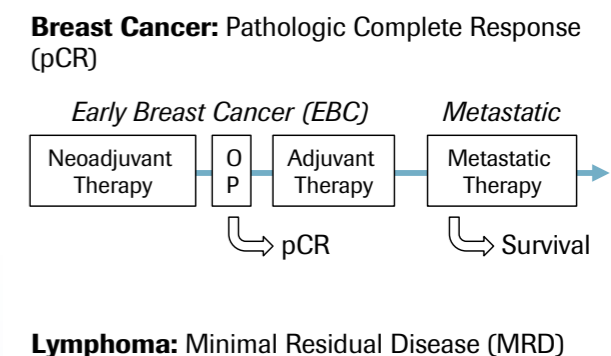 Breast Cancer: Pathologic Complete Response
(pCR)
Early Breast Cancer (EBC)
Metastatic
Neoadjuvant
Therapy
O
P
Adjuvant
Therapy
Metastatic
Therapy
pCR
Survival
Lymphoma: Minimal Residual Disease (MRD)